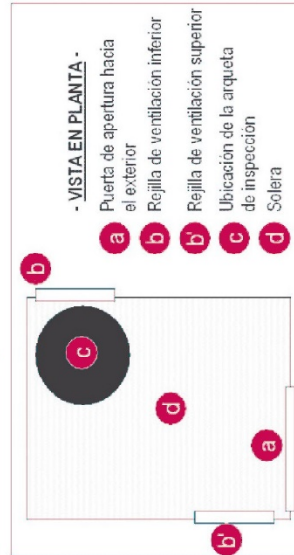 - VISTA EN PLANTA -
a Puerta de apertura hacia
el exterior
b Rejilla de ventilación inferior
b' Rejilla de ventilación superior
c Ubicación de la arqueta
de inspección
d Solera
b
c
d
a
b'